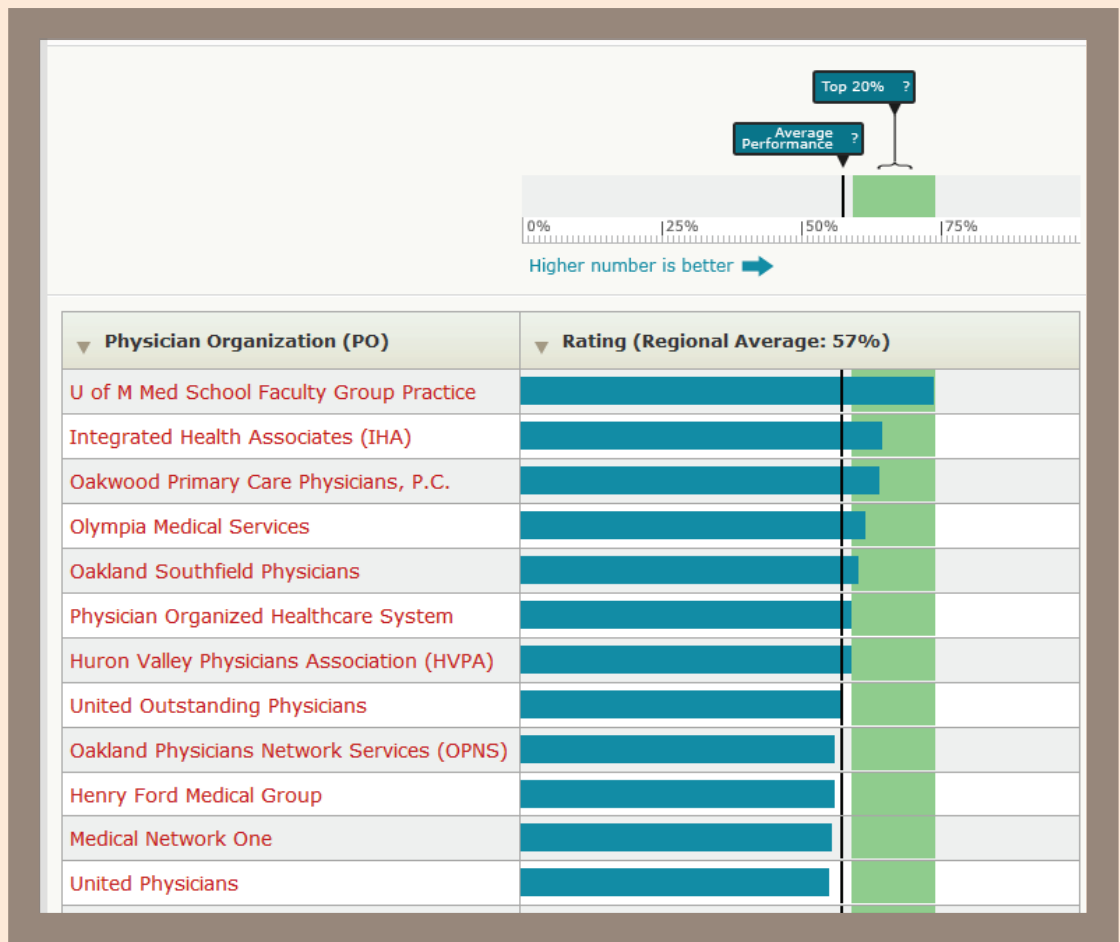 Top 20% ?
Average
Performance ?
0% 25% 50% 75%
Higher number is better
Physician Organization (PO) Rating (Regional Average: 57%)
U of M Med School Faculty Group Practice
Integrated Health Associates (IHA)
Oakwood Primary Care Physicians, P.C.
Olympia Medical Services
Oakland Southfield Physicians
Physician Organized Healthcare System
Huron Valley Physicians Association (HVPA)
United Outstanding Physicians
Oakland Physicians Network Services (OPNS)
Henry Ford Medical Group
Medical Network One
United Physicians